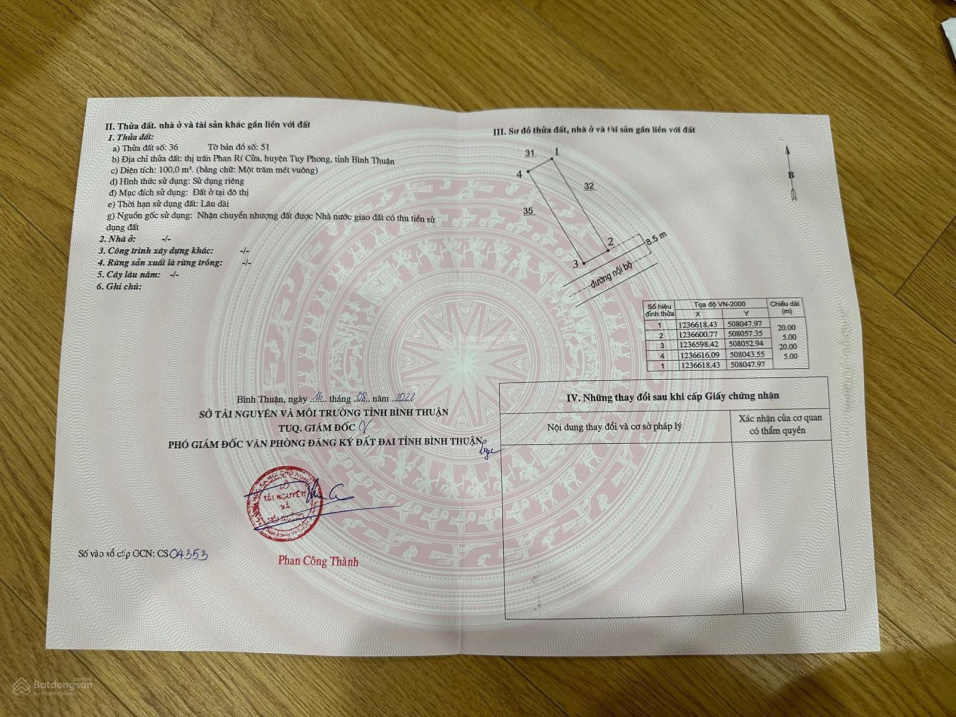 II. Thửa đất, nhà ở và tài sản khác gắn liền với đất
1. Thửa đất:
a) Thửa đất số: 36 Tờ bản đồ số: 51
b) Địa chỉ thửa đất: thị trấn Phan Rí Cửa, huyện Tuy Phong, tỉnh Bình Thuận
c) Diện tích: 100,0 m². (bằng chữ: Một trăm mét vuông)
d) Hình thức sử dụng: Sử dụng riêng
đ) Mục đích sử dụng: Đất ở tại đô thị
e) Thời hạn sử dụng đất: Lâu dài
g) Nguồn gốc sử dụng: Nhận chuyển nhượng đất được Nhà nước giao đất có thu tiền sử
dụng đất
2. Nhà ở: -/-
3. Công trình xây dựng khác: -/-
4. Rừng sản xuất là rừng trồng: -/-
5. Cây lâu năm: -/-
6. Ghi chú:
Bình Thuận, ngày tháng 08 năm 2022
SỞ TÀI NGUYÊN VÀ MÔI TRƯỜNG TỈNH BÌNH THUẬN
TUQ. GIÁM ĐỐC
PHÓ GIÁM ĐỐC VĂN PHÒNG ĐĂNG KÝ ĐẤT ĐAI TỈNH BÌNH THUẬN
SỞ
TÀI NGUYÊN
Phan Công Thành
Số vào sổ cấp GCN: CS04353
III. Sơ đồ thửa đất, nhà ở và tài sản gắn liền với đất
31 1
4
32
35
B
2
3
8.5 m
đường nội bộ
Số hiệu đỉnh thửa Tọa độ VN-2000 Chiều dài (m)
X Y
1 1236618.43 508047.97
20.00
2 1236600.77 508057.35
5.00
3 1236598.42 508052.94
20.00
4 1236616.09 508043.55
5.00
1 1236618.43 508047.97
IV. Những thay đổi sau khi cấp Giấy chứng nhận
Nội dung thay đổi và cơ sở pháp lý
Xác nhận của cơ quan
có thẩm quyền
Batdongsan